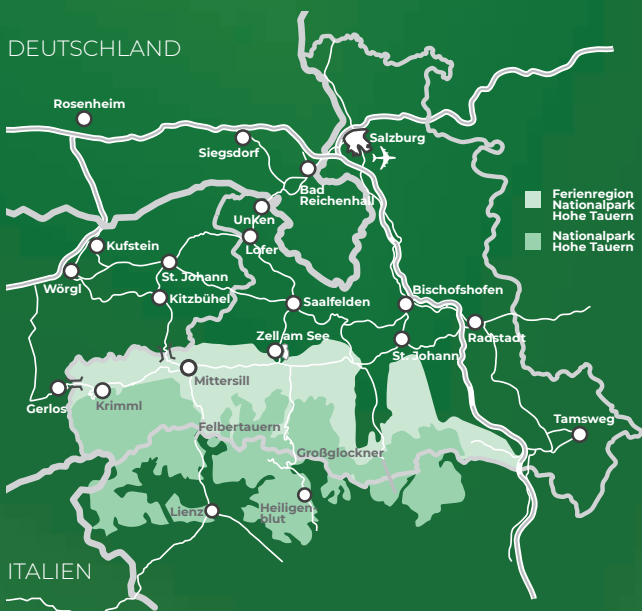 DEUTSCHLAND
Rosenheim
Siegsdorf
Salzburg
Bad
Reichenhall
Ferienregion
Nationalpark
Hohe Tauern
Unken
Nationalpark
Hohe Tauern
Kufstein
Lofer
St. Johann
Wörgl
Kitzbühel
Saalfelden
Bischofshofen
Zell am See
Radstadt
St. Johann
Mittersill
Gerlos
Krimml
Felbertauern
Tamsweg
Großglockner
Lienz
Heiligen-
blut
ITALIEN